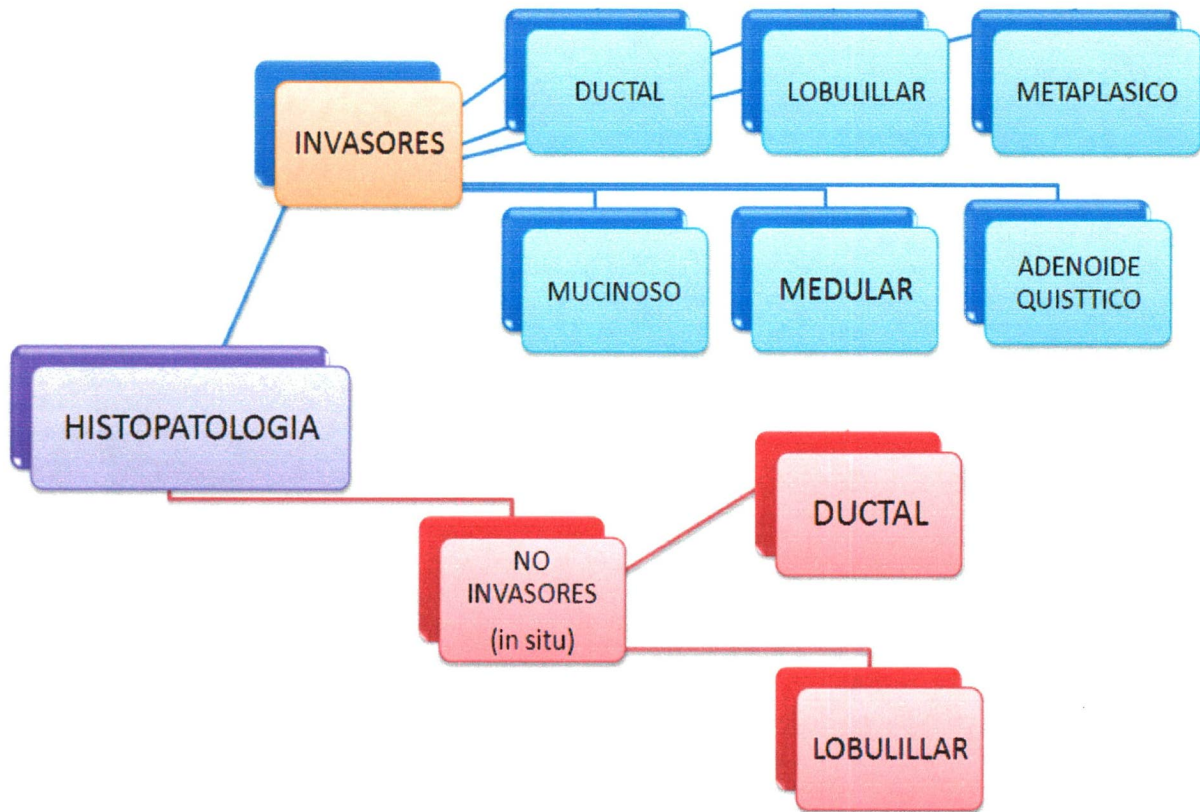 INVASORES
DUCTAL
LOBULILLAR
METAPLASICO
MUCINOSO
MEDULAR
ADENOIDE
QUISTTICO
HISTOPATOLOGIA
NO
INVASORES
(in situ)
DUCTAL
LOBULILLAR